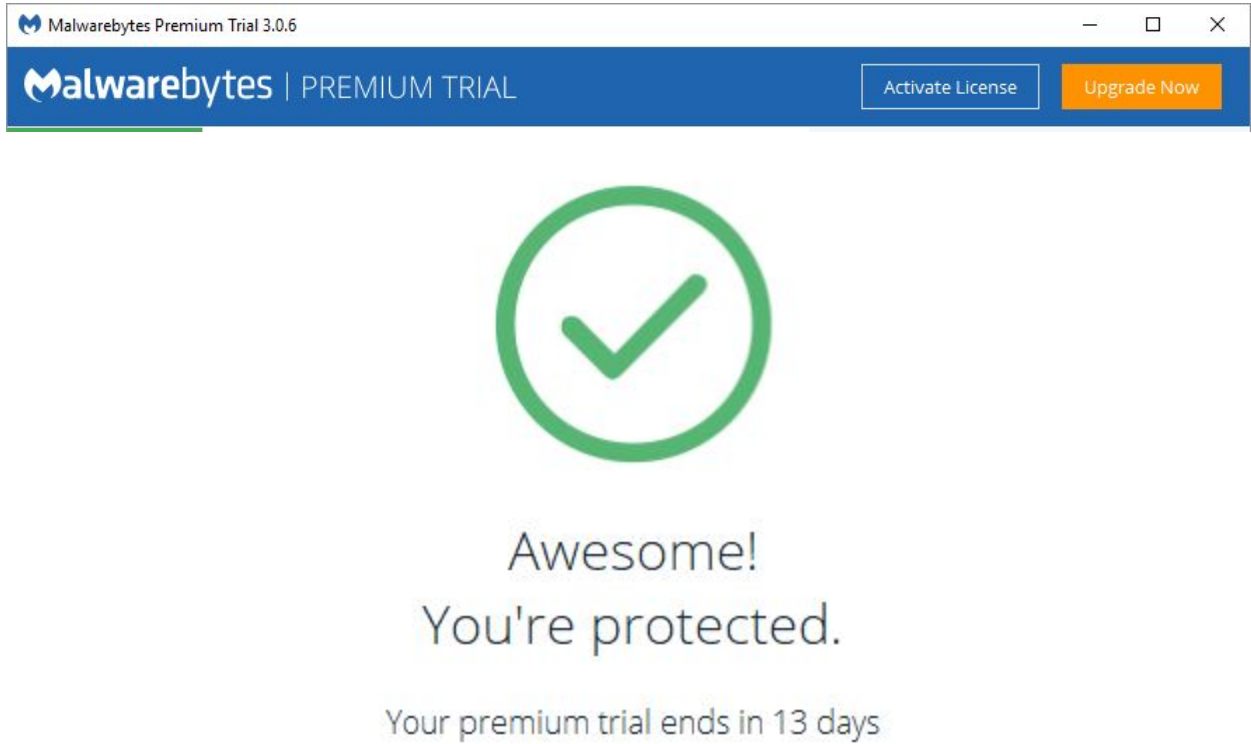 Malwarebytes Premium Trial 3.0.6
Malwarebytes | PREMIUM TRIAL
Activate License
Upgrade Now
Awesome!
You're protected.
Your premium trial ends in 13 days